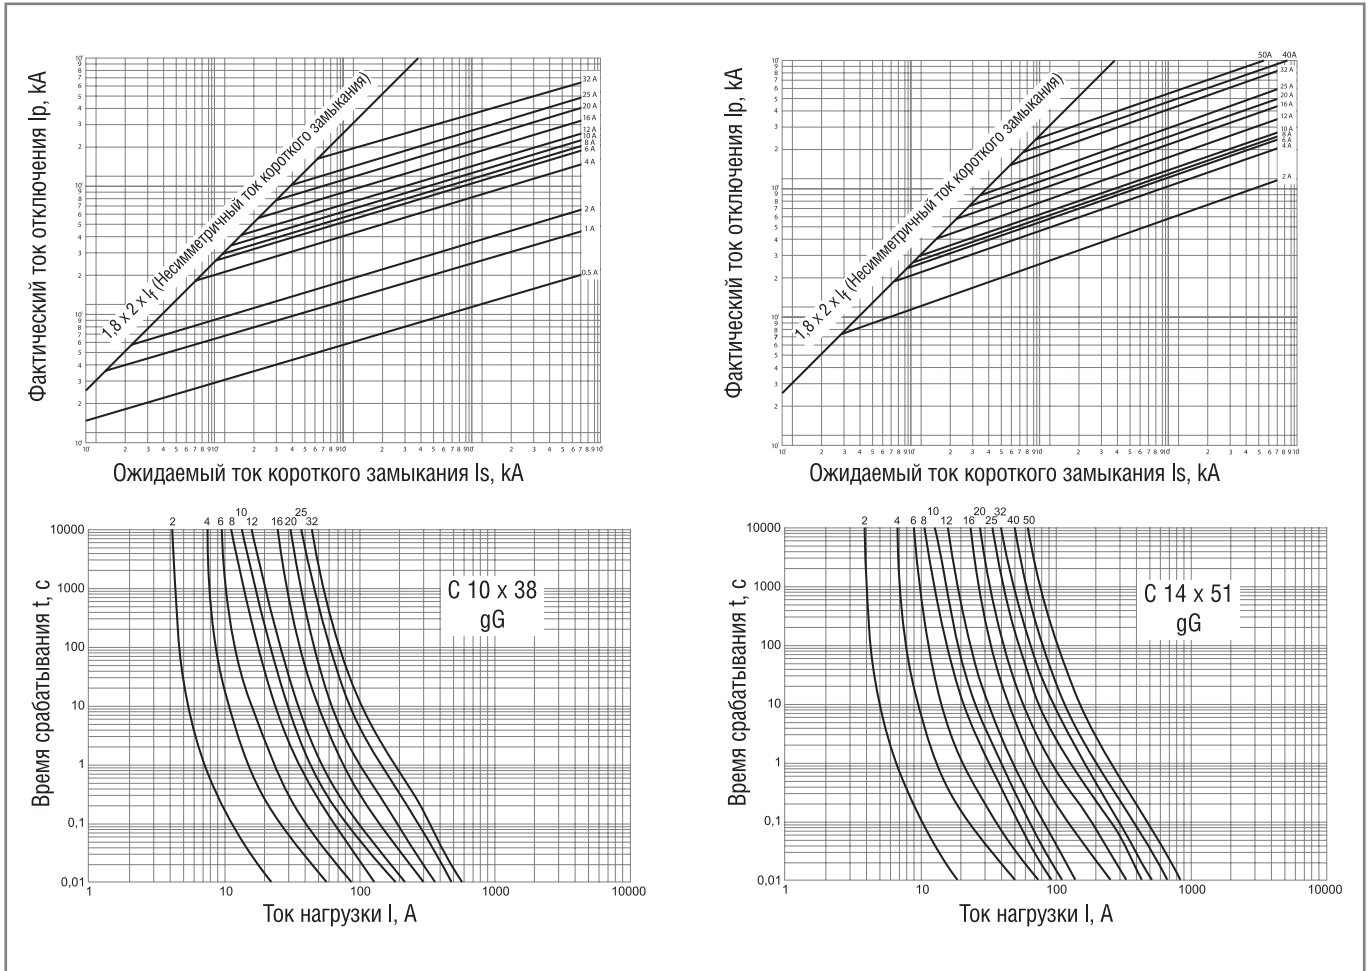 Фактический ток отключения Ip, kA
1,8 x 2 x If (Несимметричный ток короткого замыкания)
32 A
25 A
20 A
16 A
12 A
10 A
8 A
6 A
4 A
2 A
1 A
0.5 A
Ожидаемый ток короткого замыкания Is, kA
Фактический ток отключения Ip, kA
1,8 x 2 x If (Несимметричный ток короткого замыкания)
50A 40A
32 A
25 A
20 A
16 A
12 A
10 A
8 A
6 A
4 A
2 A
Ожидаемый ток короткого замыкания Is, kA
Время срабатывания t, с
2 4 6 8 10 12 16 20 25 32
10000
1000
100
10
1
0,1
0,01
C 10 x 38
gG
1 10 100 1000 10000
Ток нагрузки I, A
Время срабатывания t, с
2 4 6 8 10 12 16 20 25 32 40 50
10000
1000
100
10
1
0,1
0,01
C 14 x 51
gG
1 10 100 1000 10000
Ток нагрузки I, A